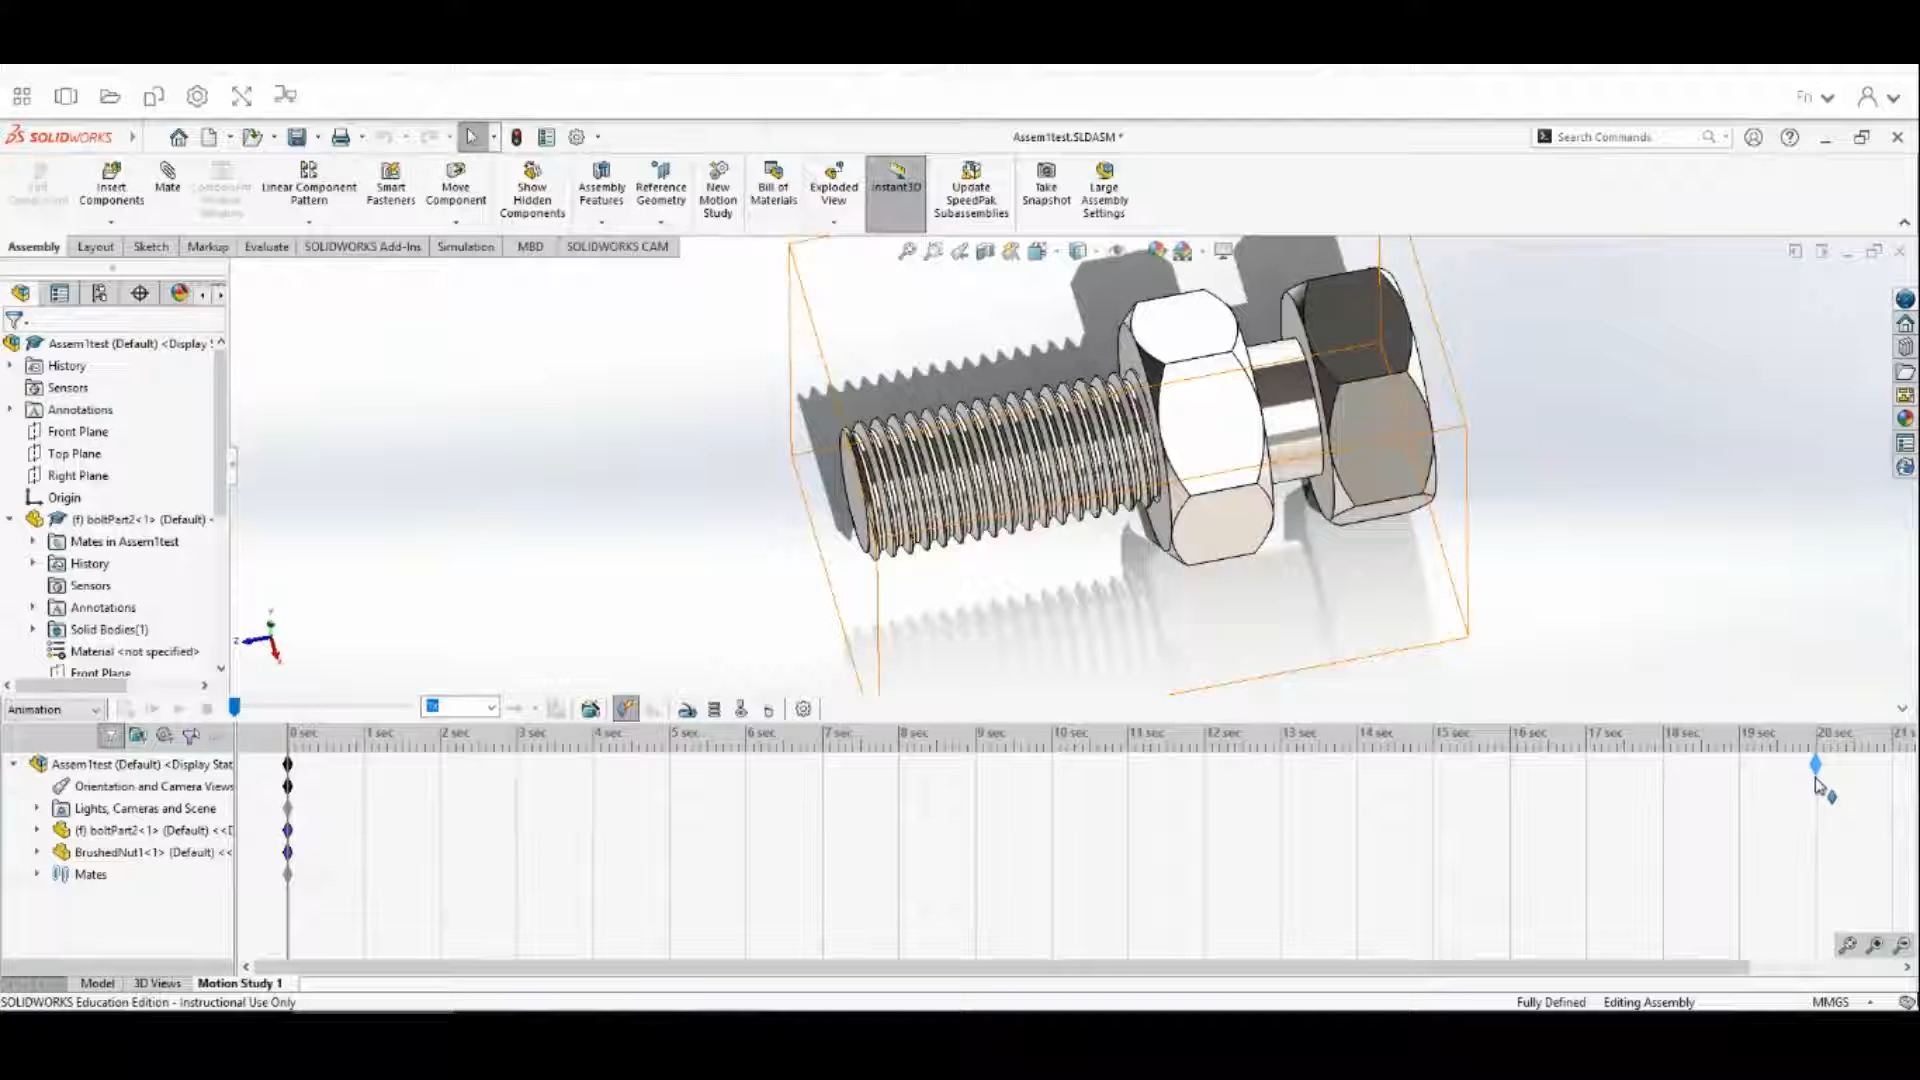 En
SOLIDWORKS
Assem1test.SLDASM *
Search Commands
Insert Components
Mate
Linear Component Pattern
Smart Fasteners
Move Component
Show Hidden Components
Assembly Features
Reference Geometry
New Motion Study
Bill of Materials
Exploded View
Instant3D
Update SpeedPak Subassemblies
Take Snapshot
Large Assembly Settings
Assembly
Layout
Sketch
Markup
Evaluate
SOLIDWORKS Add-Ins
Simulation
MBD
SOLIDWORKS CAM
Assem1test (Default) <Display S
History
Sensors
Annotations
Front Plane
Top Plane
Right Plane
Origin
(f) boltPart2<1> (Default) <
Mates in Assem1test
History
Sensors
Annotations
Solid Bodies(1)
Material <not specified>
Front Plane
Y
Z
X
Animation
0 sec
1 sec
2 sec
3 sec
4 sec
5 sec
6 sec
7 sec
8 sec
9 sec
10 sec
11 sec
12 sec
13 sec
14 sec
15 sec
16 sec
17 sec
18 sec
19 sec
20 sec
21 s
Assem1test (Default) <Display Stat
Orientation and Camera Views
Lights, Cameras and Scene
(f) boltPart2<1> (Default) <<D
BrushedNut1<1> (Default) <<
Mates
Model
3D Views
Motion Study 1
SOLIDWORKS Education Edition - Instructional Use Only
Fully Defined
Editing Assembly
MMGS